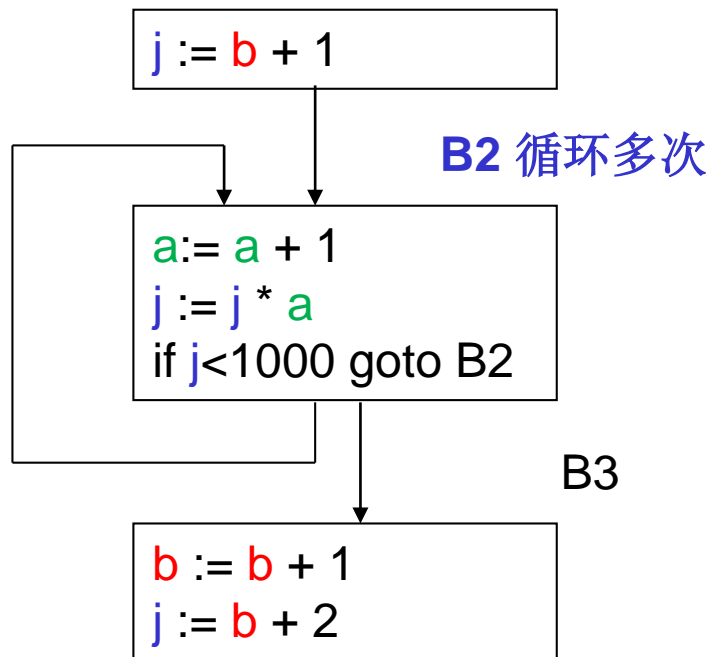 j := b + 1
B2 循环多次
a:= a + 1
j := j * a
if j<1000 goto B2
B3
b := b + 1
j := b + 2